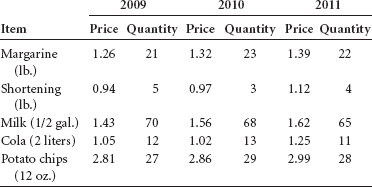 2009 2010 2011
Item Price Quantity Price Quantity Price Quantity
Margarine 1.26 21 1.32 23 1.39 22
(lb.)
Shortening 0.94 5 0.97 3 1.12 4
(lb.)
Milk (1/2 gal.) 1.43 70 1.56 68 1.62 65
Cola (2 liters) 1.05 12 1.02 13 1.25 11
Potato chips 2.81 27 2.86 29 2.99 28
(12 oz.)